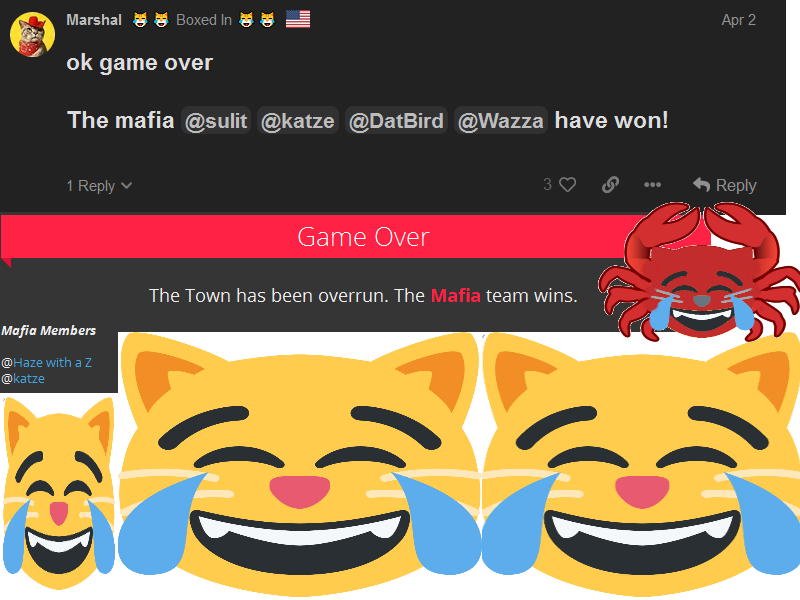 Marshal Boxed In Apr 2
ok game over
The mafia @sulit @katze @DatBird @Wazza have won!
1 Reply 3 Reply
Game Over
The Town has been overrun. The Mafia team wins.
Mafia Members
@Haze with a Z
@katze